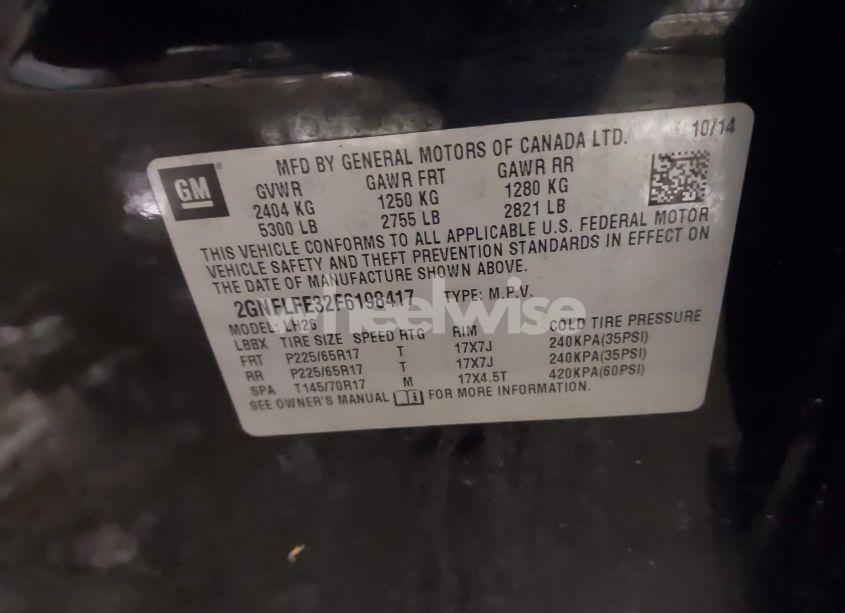 MFD BY GENERAL MOTORS OF CANADA LTD. 10/14
GM
GVWR GAWR FRT GAWR RR
2404 KG 1250 KG 1280 KG
5300 LB 2755 LB 2821 LB
THIS VEHICLE CONFORMS TO ALL APPLICABLE U.S. FEDERAL MOTOR
VEHICLE SAFETY AND THEFT PREVENTION STANDARDS IN EFFECT ON
THE DATE OF MANUFACTURE SHOWN ABOVE.
2GNFLFE32F6198417 TYPE: M.P.V.
wheelwise
MODEL: LH26
LBBX TIRE SIZE SPEED RTG RIM COLD TIRE PRESSURE
FRT P225/65R17 T 17X7J 240KPA(35PSI)
RR P225/65R17 T 17X7J 240KPA(35PSI)
SPA T145/70R17 M 17X4.5T 420KPA(60PSI)
SEE OWNER'S MANUAL FOR MORE INFORMATION.